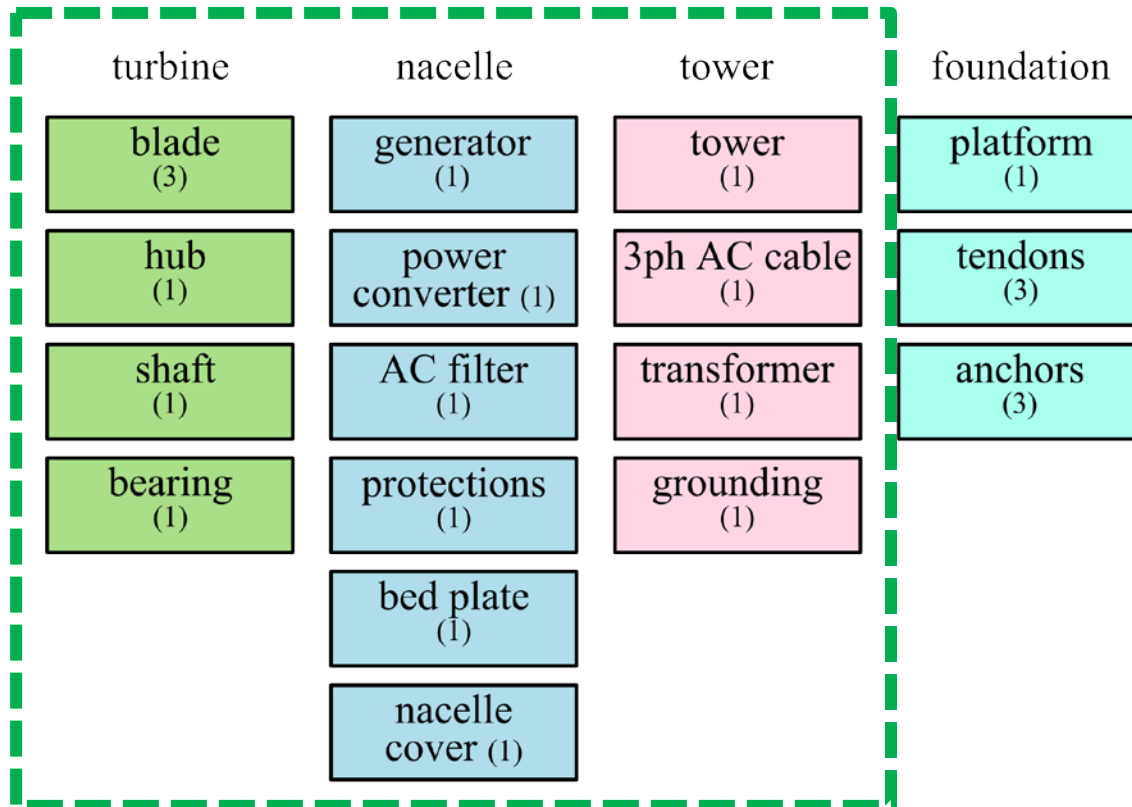 turbine
blade
(3)
hub
(1)
shaft
(1)
bearing
(1)
nacelle
generator
(1)
power
converter (1)
AC filter
(1)
protections
(1)
bed plate
(1)
nacelle
cover (1)
tower
tower
(1)
3ph AC cable
(1)
transformer
(1)
grounding
(1)
foundation
platform
(1)
tendons
(3)
anchors
(3)